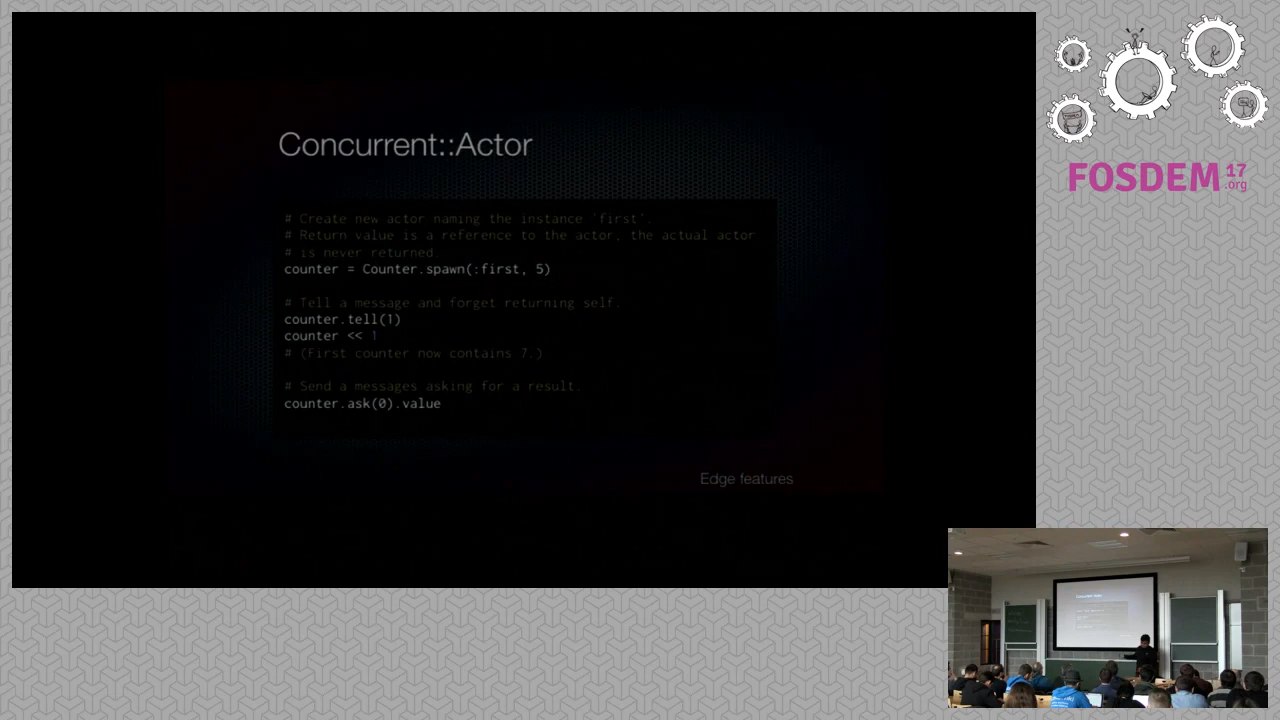 Concurrent::Actor
# Create new actor naming the instance `first`.
# Return value is a reference to the actor, the actual actor
# is never returned.
counter = Counter.spawn(:first, 5)
# Tell a message and forget returning self.
counter.tell(1)
counter << 1
# (First counter now contains 7.)
# Send a messages asking for a result.
counter.ask(0).value
Edge features
FOSDEM 17
.org
Concurrent::Actor